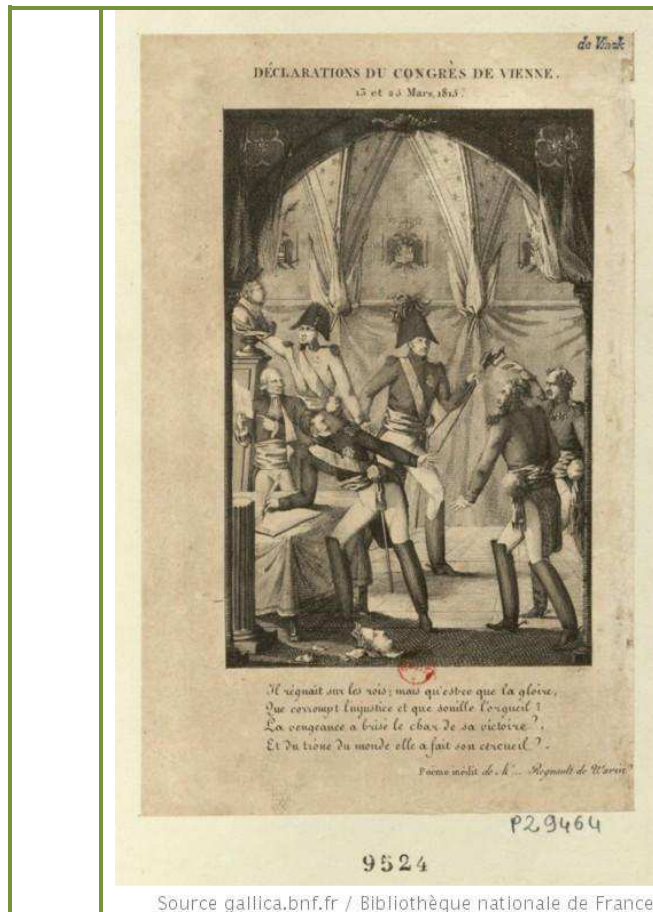 de Vinck
DÉCLARATIONS DU CONGRÈS DE VIENNE.
13 et 25 Mars, 1815.
Il régnait sur les rois; mais qu'est-ce que la gloire,
Que corrompt l'injustice et que souille l'orgueil ?
La vengeance a brisé le char de sa victoire ?.
Et du trône du monde elle a fait son cercueil ?.
Poëme inédit de M.r Regnault de Warin
P29464
9524
Source gallica.bnf.fr / Bibliothèque nationale de France